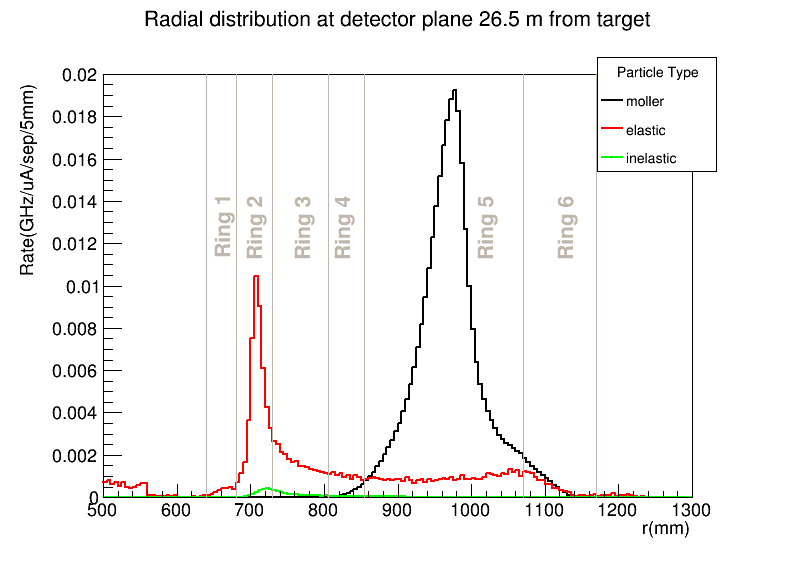 Radial distribution at detector plane 26.5 m from target
Particle Type
moller
elastic
inelastic
Rate(GHz/uA/sep/5mm)
0.02
0.018
0.016
0.014
0.012
0.01
0.008
0.006
0.004
0.002
0
Ring 1
Ring 2
Ring 3
Ring 4
Ring 5
Ring 6
500 600 700 800 900 1000 1100 1200 1300
r(mm)